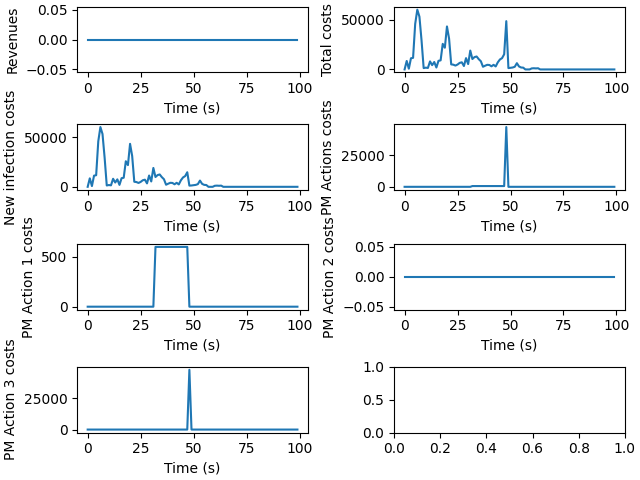 Revenues
0.05
0.00
−0.05
0 25 50 75 100
Time (s)
Total costs
50000
0
0 25 50 75 100
Time (s)
New infection costs
50000
0
0 25 50 75 100
Time (s)
PM Actions costs
25000
0
0 25 50 75 100
Time (s)
PM Action 1 costs
500
0
0 25 50 75 100
Time (s)
PM Action 2 costs
0.05
0.00
−0.05
0 25 50 75 100
Time (s)
PM Action 3 costs
25000
0
0 25 50 75 100
Time (s)
1.0
0.5
0.0
0.0 0.2 0.4 0.6 0.8 1.0